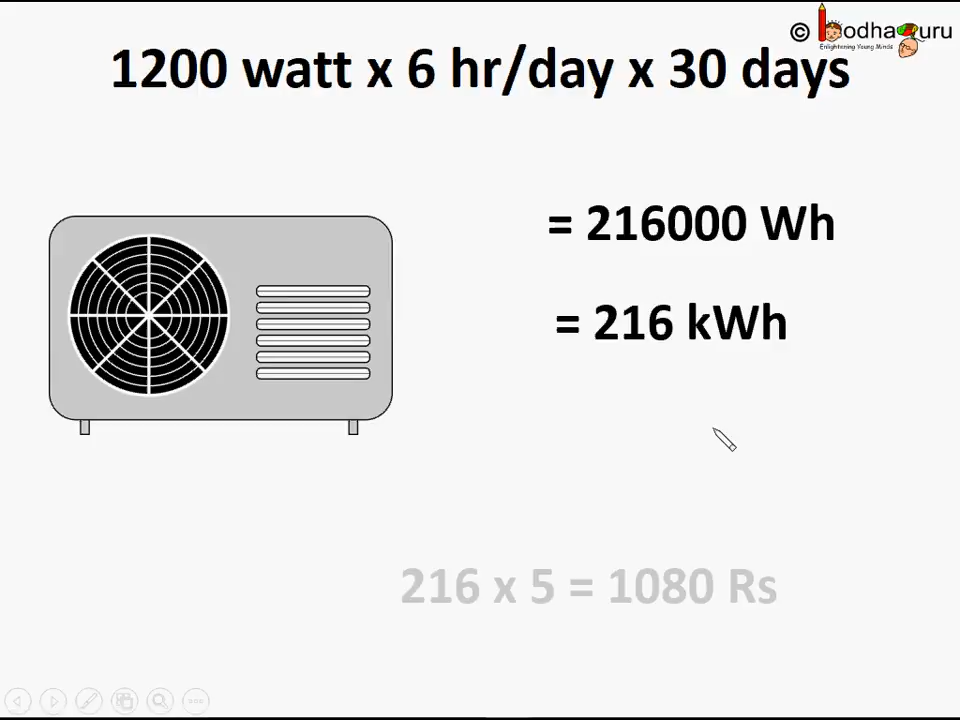 © BodhaGuru
Enlightening Young Minds
1200 watt x 6 hr/day x 30 days
= 216000 Wh
= 216 kWh
216 x 5 = 1080 Rs